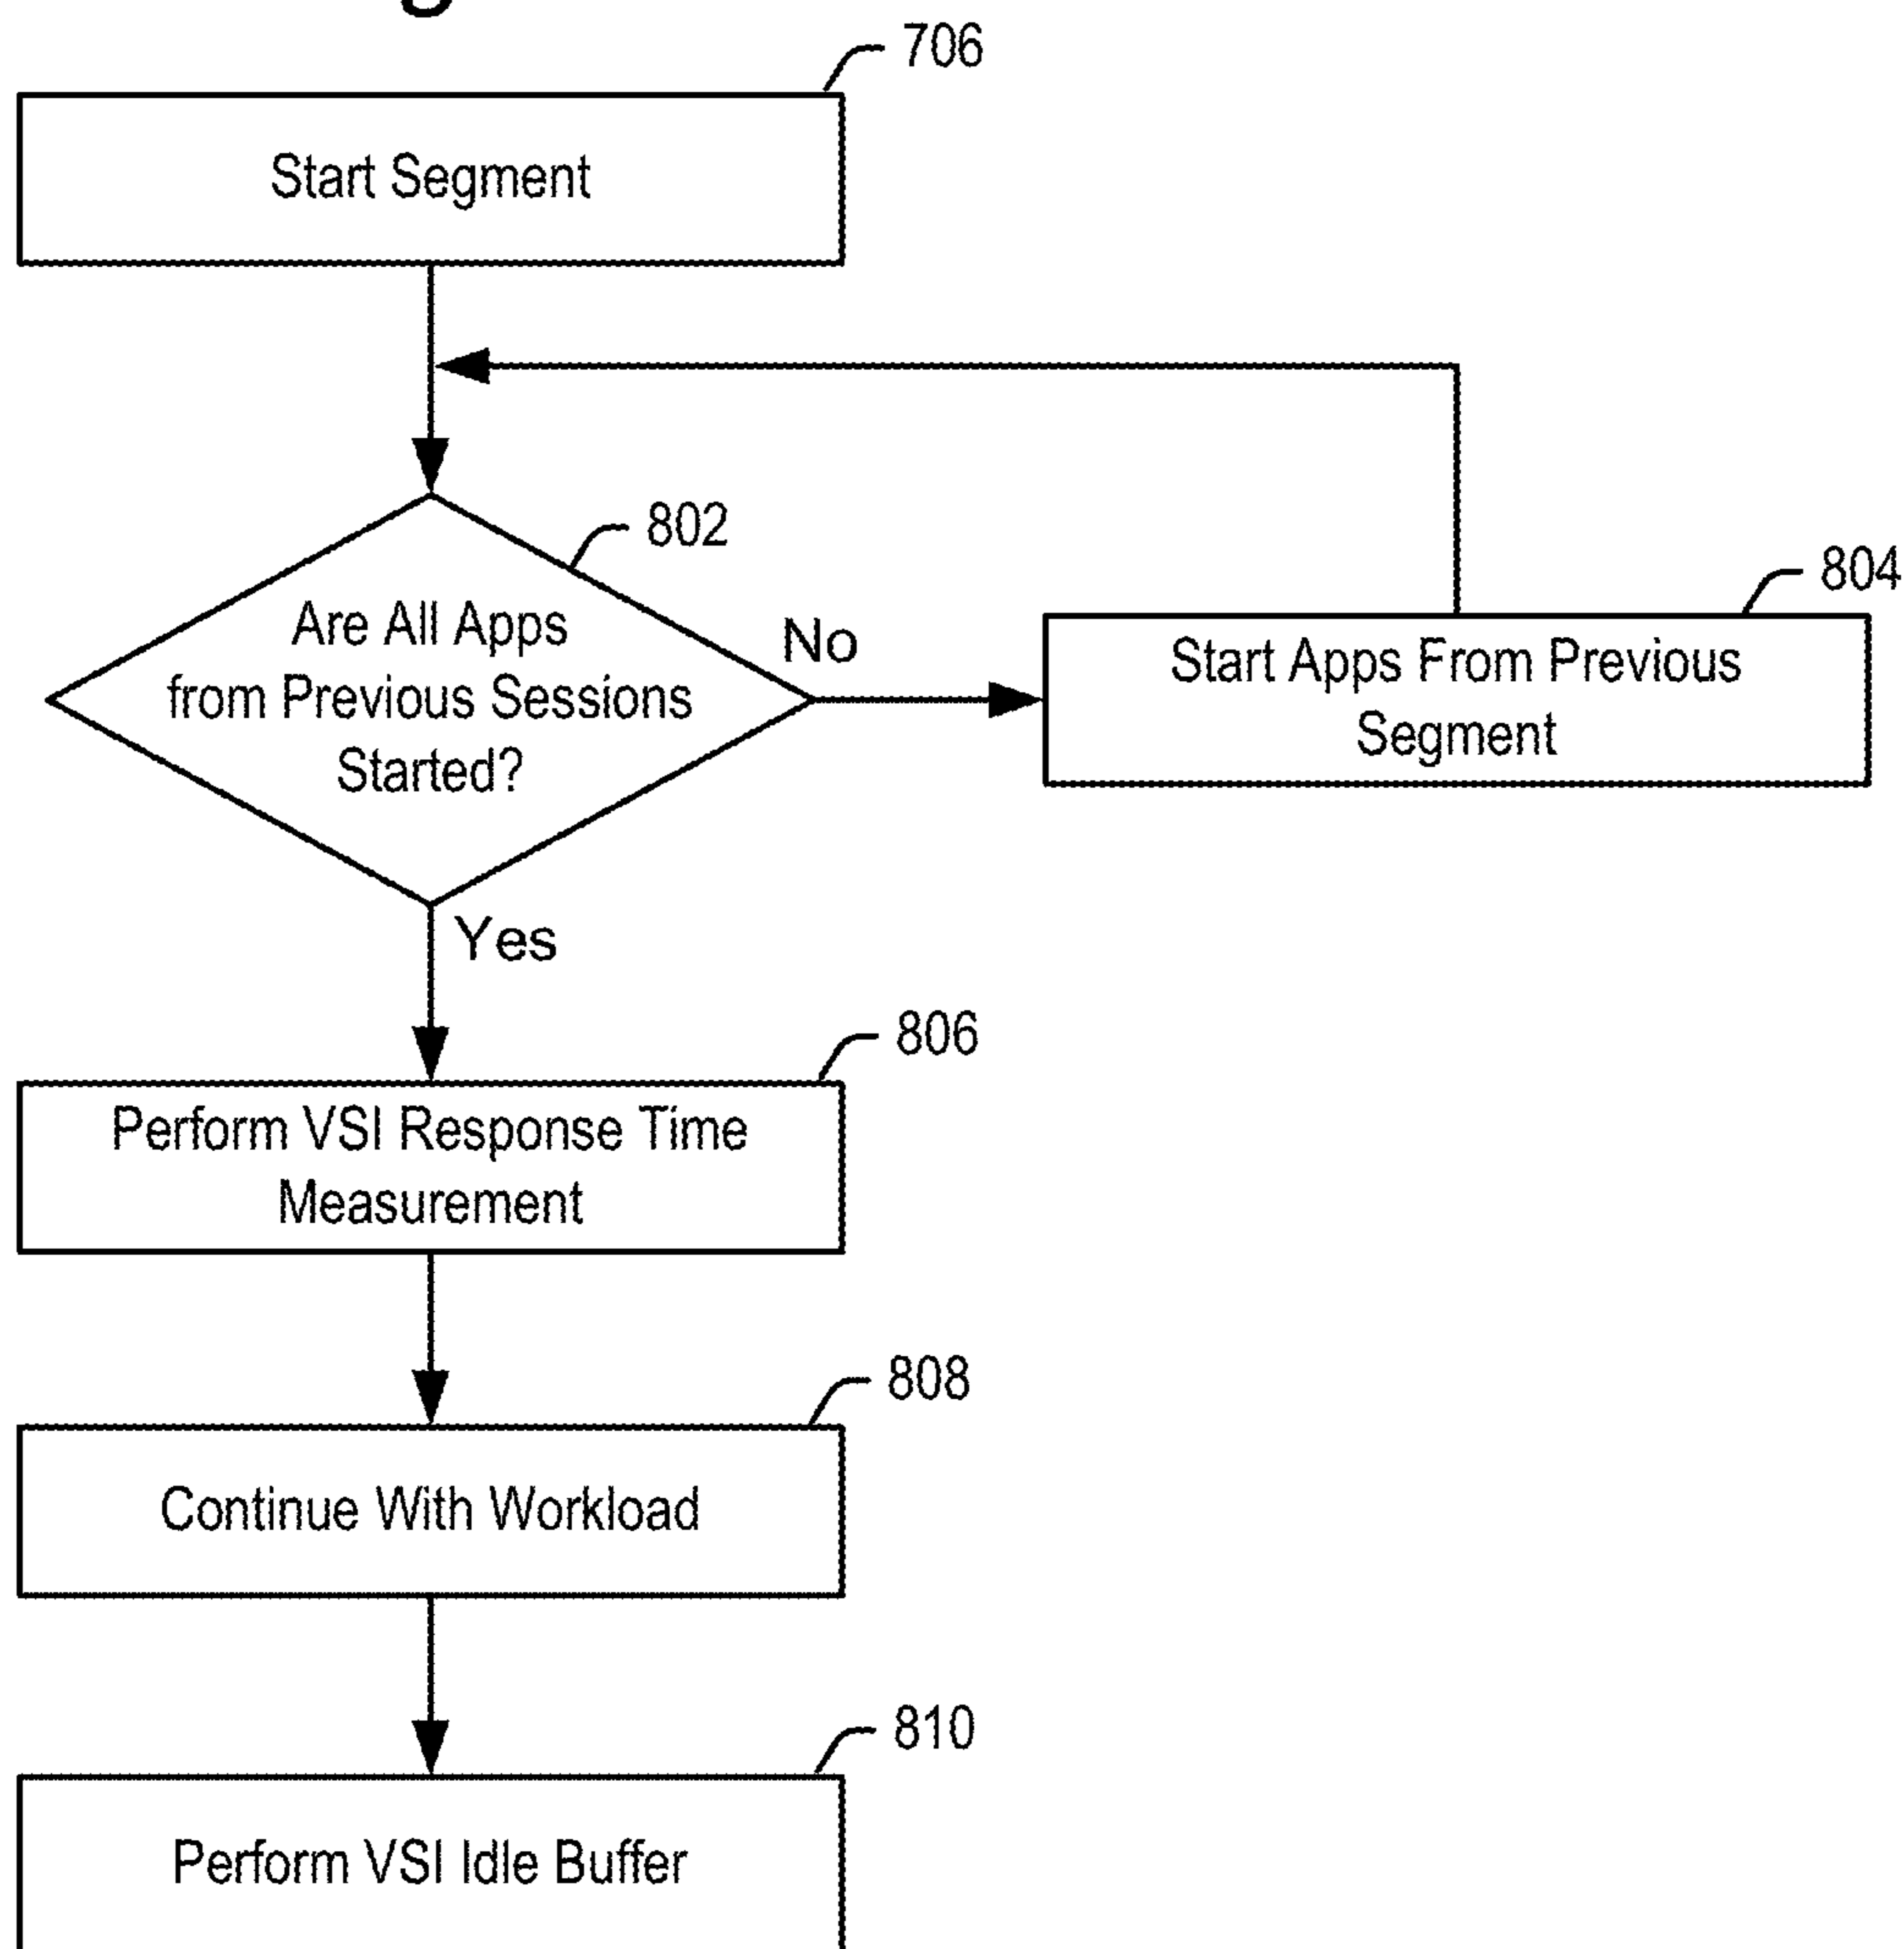 706
Start Segment
802
Are All Apps
from Previous Sessions
Started?
No
804
Start Apps From Previous
Segment
Yes
806
Perform VSI Response Time
Measurement
808
Continue With Workload
810
Perform VSI Idle Buffer